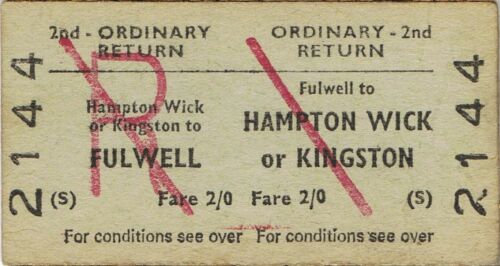 2nd - ORDINARY RETURN
Hampton Wick
or Kingston to
FULWELL
(S) Fare 2/0
For conditions see over
2144
R
ORDINARY - 2nd
RETURN
Fulwell to
HAMPTON WICK
or KINGSTON
Fare 2/0 (S)
For conditions see over
2144